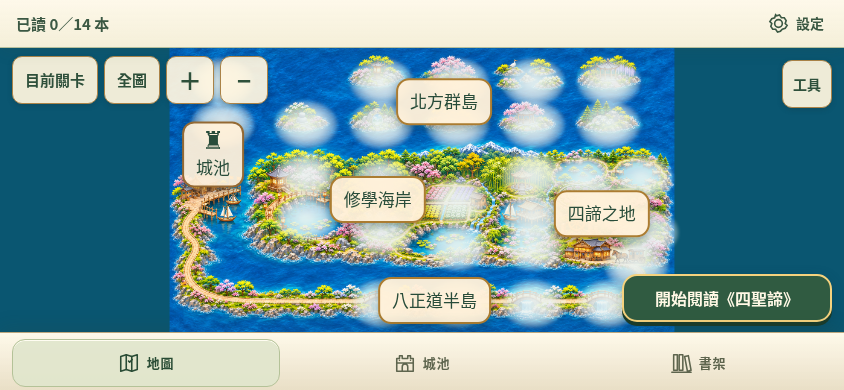 已讀 0／14 本
設定
目前關卡
全圖
+
−
工具
北方群島
城池
修學海岸
四諦之地
八正道半島
開始閱讀《四聖諦》
地圖
城池
書架